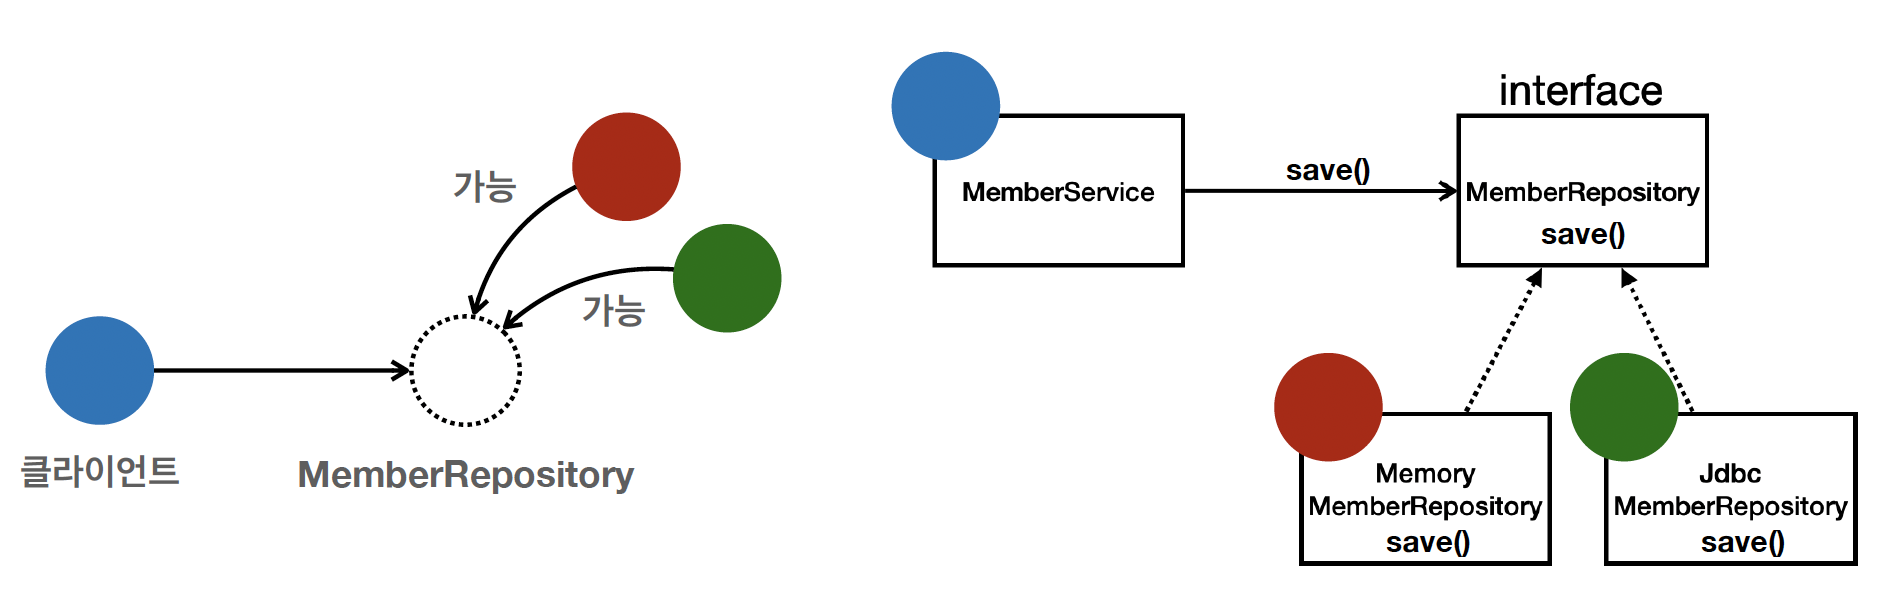 가능
가능
클라이언트
MemberRepository
interface
MemberService
save()
MemberRepository
save()
Memory
MemberRepository
save()
Jdbc
MemberRepository
save()